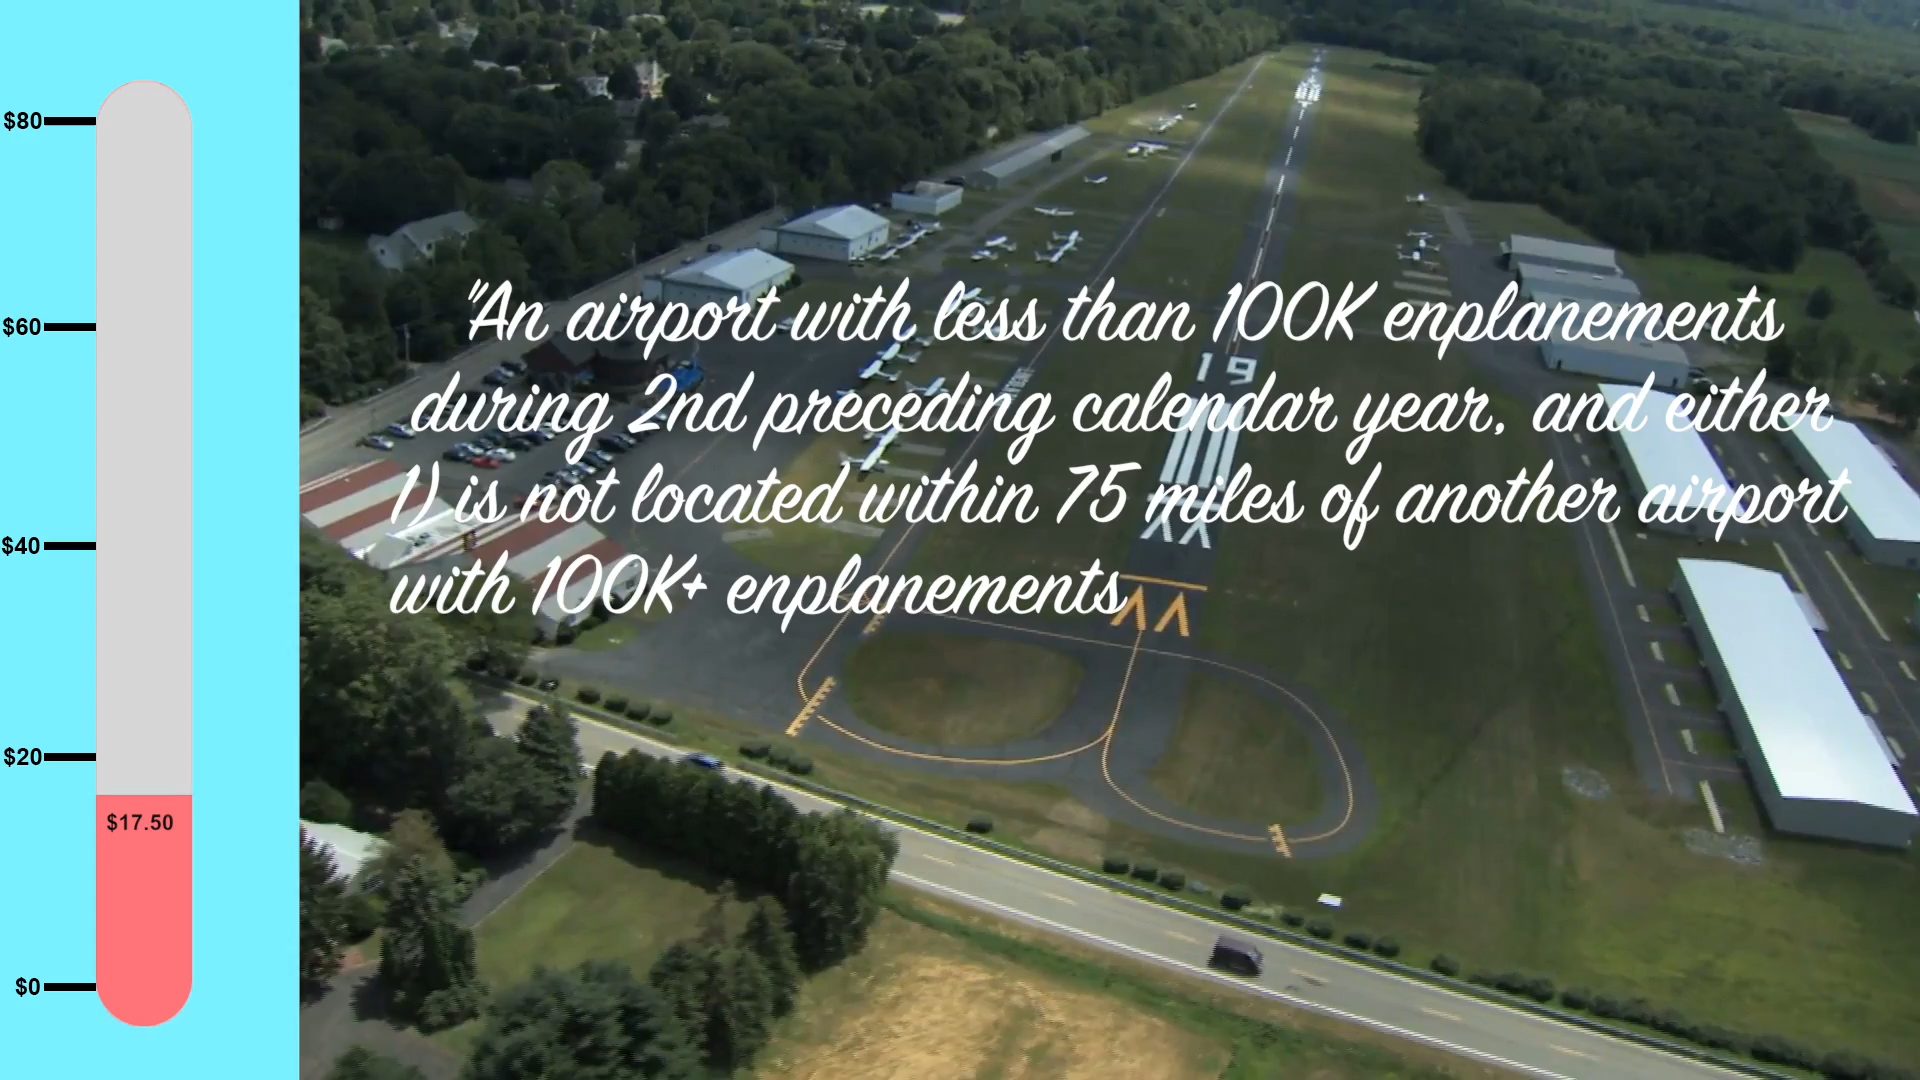 $80
$60
$40
$20
$17.50
$0
"An airport with less than 100K enplanements
during 2nd preceding calendar year, and either
1) is not located within 75 miles of another airport
with 100K+ enplanements
19